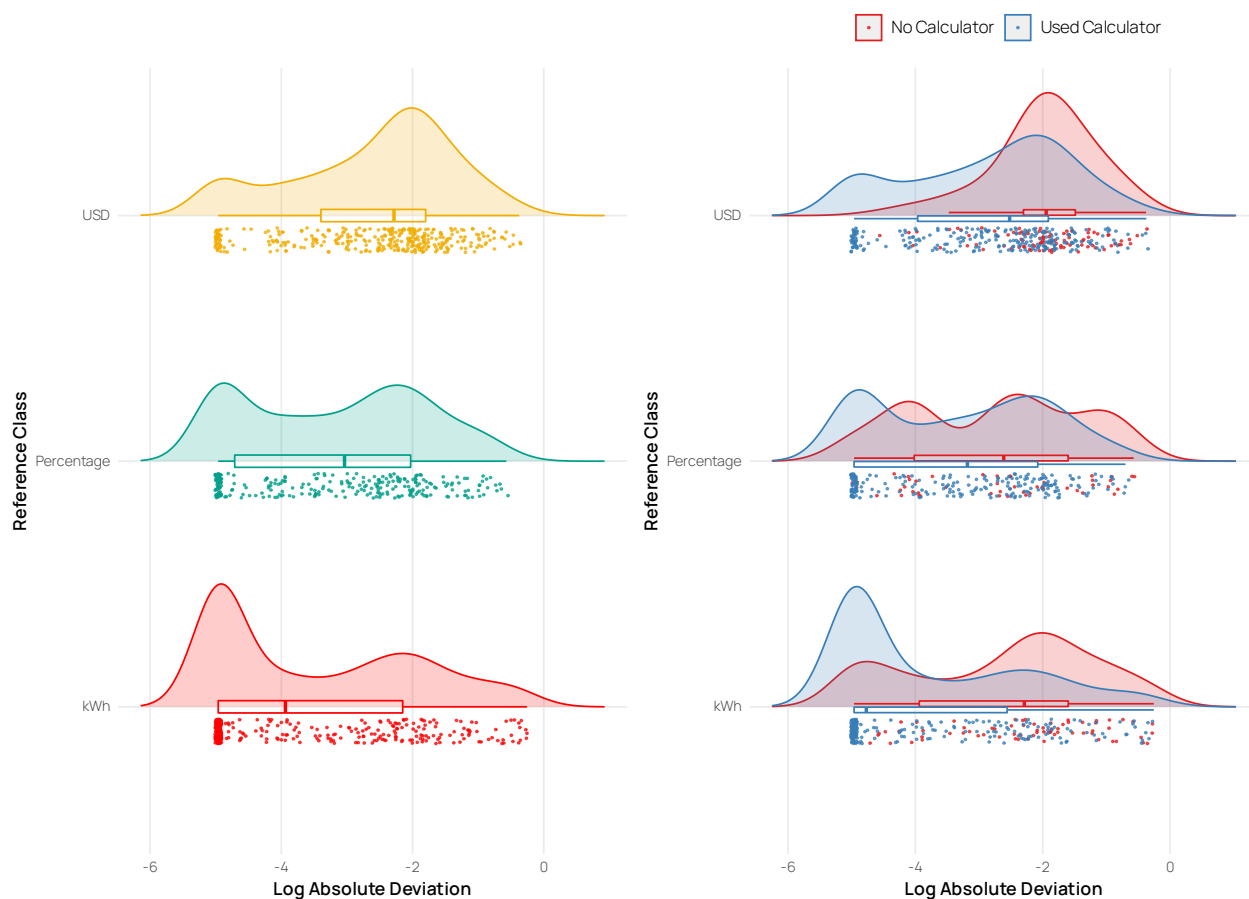 No Calculator Used Calculator
USD
Percentage
kWh
Reference Class
-6 -4 -2 0
Log Absolute Deviation
USD
Percentage
kWh
Reference Class
-6 -4 -2 0
Log Absolute Deviation